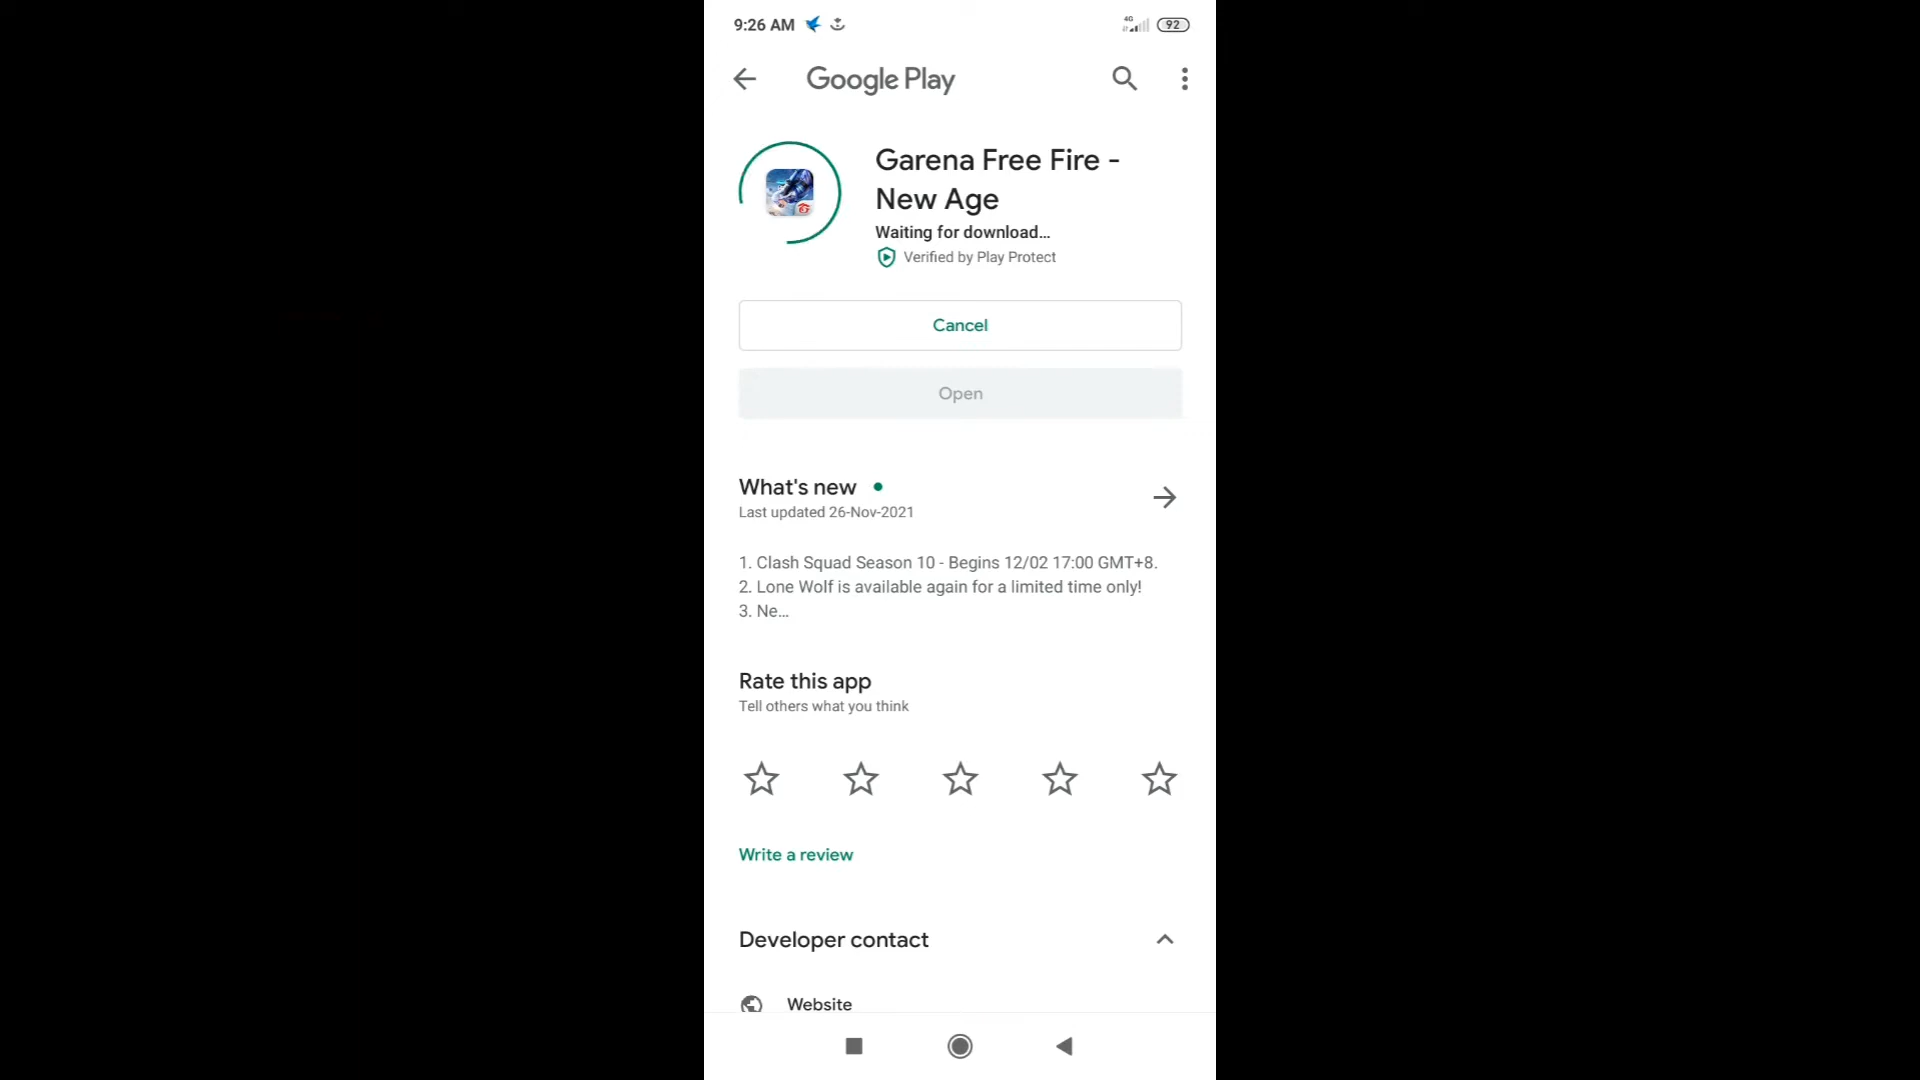 9:26 AM
4G
92
Google Play
Garena Free Fire -
New Age
Waiting for download...
Verified by Play Protect
Cancel
Open
What's new
Last updated 26-Nov-2021
1. Clash Squad Season 10 - Begins 12/02 17:00 GMT+8.
2. Lone Wolf is available again for a limited time only!
3. Ne...
Rate this app
Tell others what you think
Write a review
Developer contact
Website